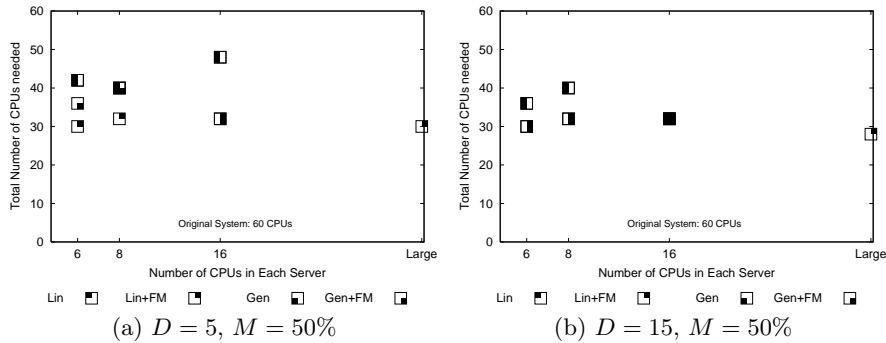 60
50
40
30
20
10
0
Total Number of CPUs needed
Original System: 60 CPUs
6 8 16 Large
Number of CPUs in Each Server
Lin Lin+FM Gen Gen+FM
(a) D = 5, M = 50%
60
50
40
30
20
10
0
Total Number of CPUs needed
Original System: 60 CPUs
6 8 16 Large
Number of CPUs in Each Server
Lin Lin+FM Gen Gen+FM
(b) D = 15, M = 50%